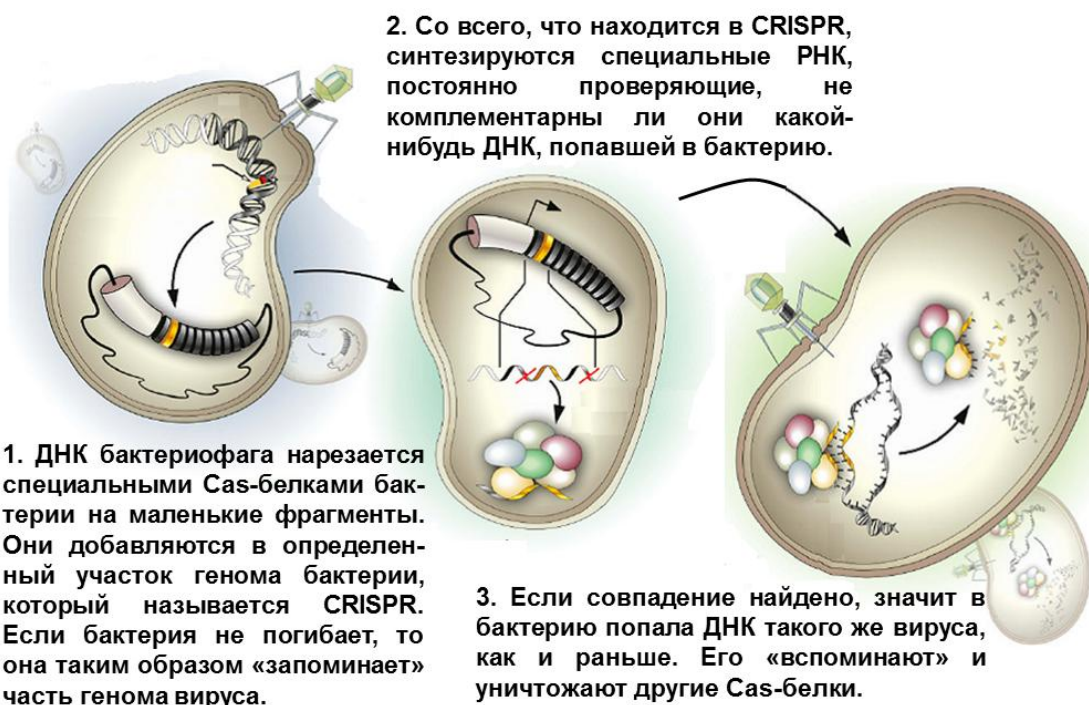 2. Со всего, что находится в CRISPR,
синтезируются специальные РНК,
постоянно проверяющие, не
комплементарны ли они какой-
нибудь ДНК, попавшей в бактерию.
1. ДНК бактериофага нарезается
специальными Cas-белками бак-
терии на маленькие фрагменты.
Они добавляются в определен-
ный участок генома бактерии,
который называется CRISPR.
Если бактерия не погибает, то
она таким образом «запоминает»
часть генома вируса.
3. Если совпадение найдено, значит в
бактерию попала ДНК такого же вируса,
как и раньше. Его «вспоминают» и
уничтожают другие Cas-белки.